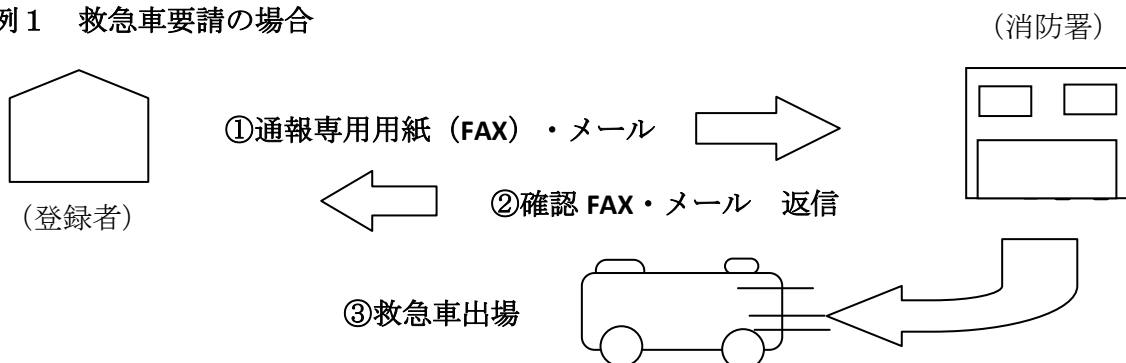 例１　救急車要請の場合
（消防署）
①通報専用用紙（FAX）・メール
（登録者）
②確認 FAX・メール　返信
③救急車出場